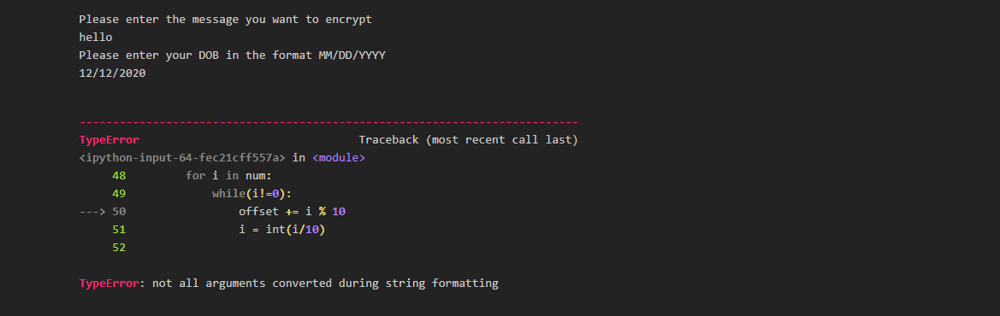 Please enter the message you want to encrypt
hello
Please enter your DOB in the format MM/DD/YYYY
12/12/2020
---------------------------------------------------------------------------
TypeError                                 Traceback (most recent call last)
<ipython-input-64-fec21cff557a> in <module>
     48         for i in num:
     49             while(i!=0):
---> 50                 offset += i % 10
     51                 i = int(i/10)
     52
TypeError: not all arguments converted during string formatting